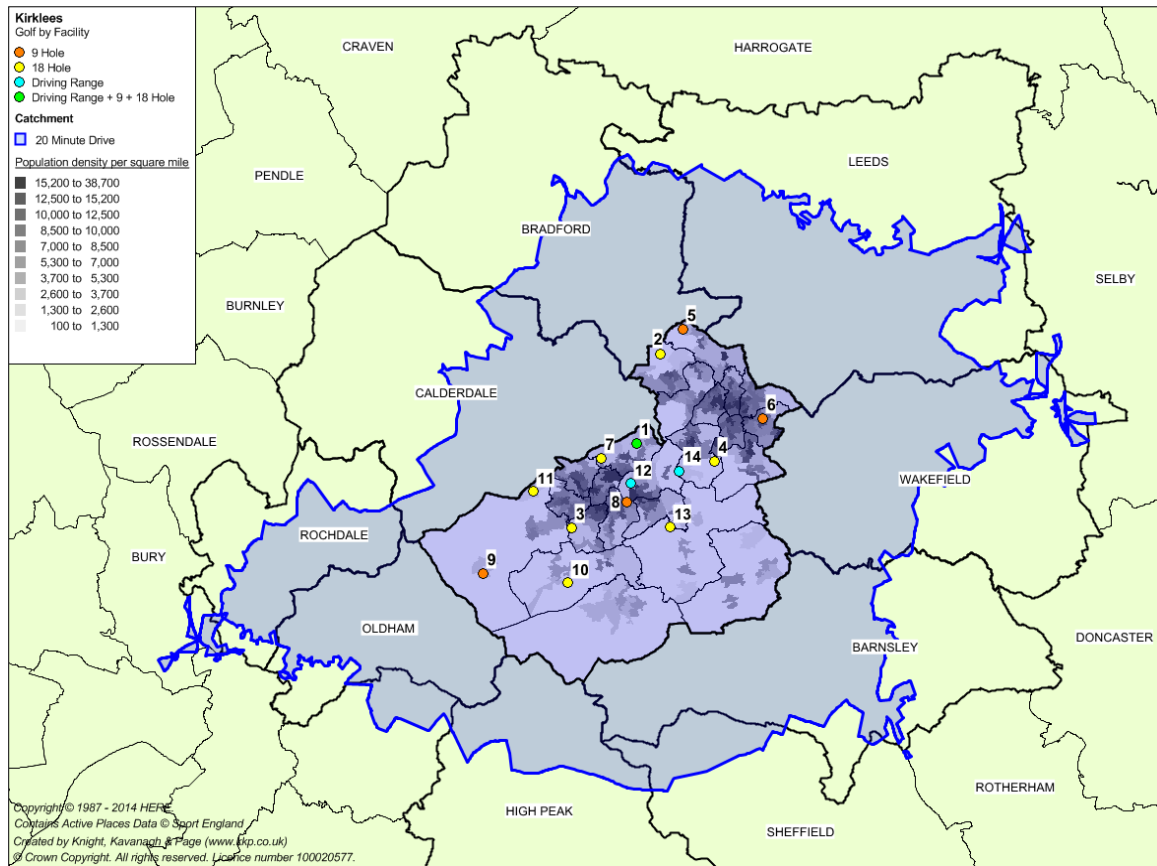 Kirklees
Golf by Facility
9 Hole
18 Hole
Driving Range
Driving Range + 9 + 18 Hole
Catchment
20 Minute Drive
Population density per square mile
15,200 to 38,700
12,500 to 15,200
10,000 to 12,500
8,500 to 10,000
7,000 to 8,500
5,300 to 7,000
3,700 to 5,300
2,600 to 3,700
1,300 to 2,600
100 to 1,300
CRAVEN
HARROGATE
PENDLE
LEEDS
BRADFORD
SELBY
BURNLEY
5
2
CALDERDALE
6
ROSSENDALE
1
7
4
14
12
11
WAKEFIELD
8
3
13
ROCHDALE
BURY
9
10
OLDHAM
DONCASTER
BARNSLEY
ROTHERHAM
HIGH PEAK
SHEFFIELD
Copyright © 1987 - 2014 HERE.
Contains Active Places Data © Sport England
Created by Knight, Kavanagh & Page (www.kkp.co.uk)
© Crown Copyright. All rights reserved. Licence number 100020577.